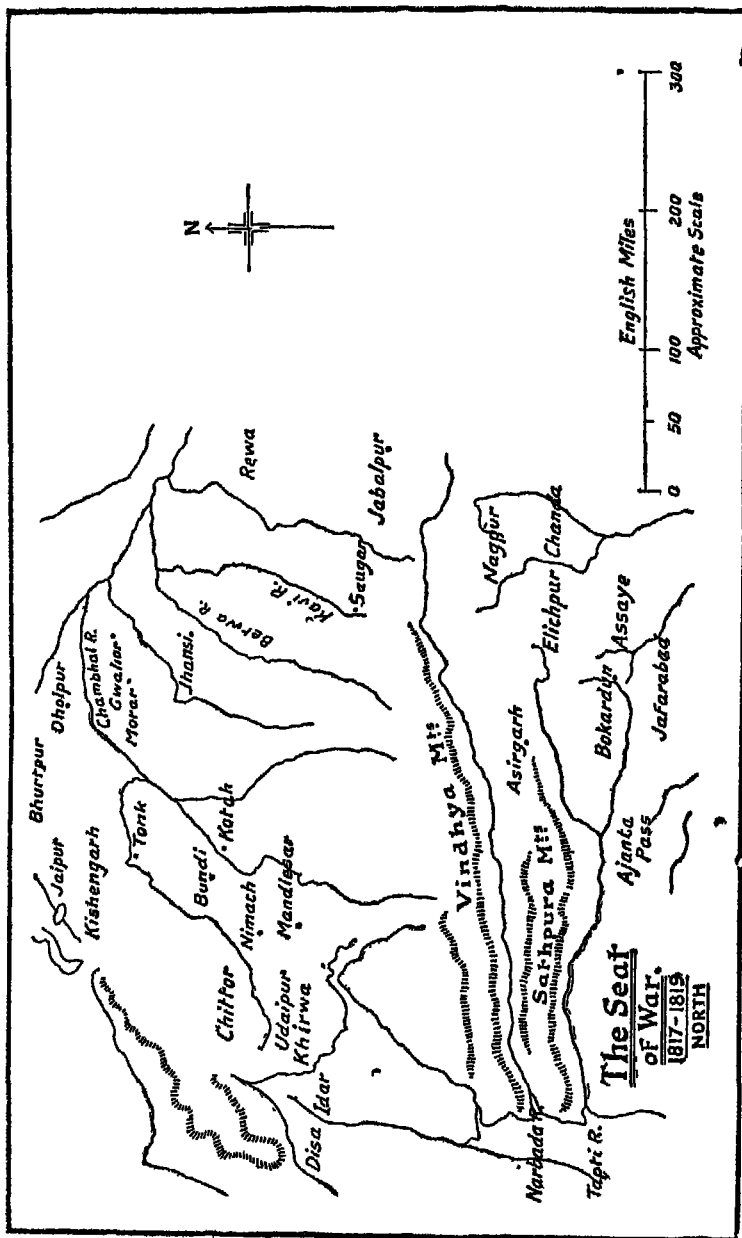 N
Bhurtpur
Jaipur
Kishengarh
Dholpur
Chambhal R.
Gwalior
Morar
Tonk
Jhansi
Bundi
Kotah
Betwa R.
Kavi R.
Rewa
Chittor
Nimach
Mandlesar
Udaipur
Khirwa
Saugar
Jabalpur
Disa
Idar
Vindhya Mts
Narbada R.
Asirgarh
Sathpura Mts
Nagpur
Elichpur
Chanda
Tapti R.
Bokardun
Assaye
Ajanta
Pass
Jafarabad
The Seat
of War.
1817-1819
NORTH
English Miles
0 50 100 200 300
Approximate Scale